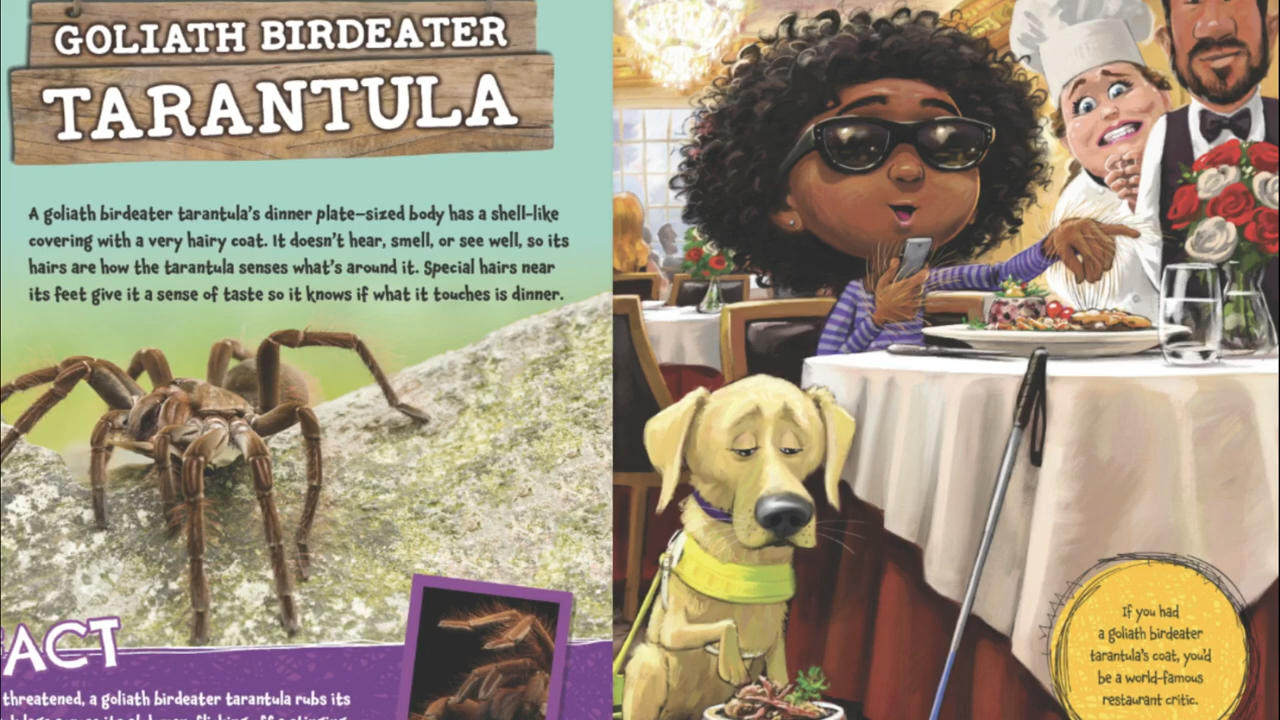 GOLIATH BIRDEATER
TARANTULA
A goliath birdeater tarantula's dinner plate–sized body has a shell-like
covering with a very hairy coat. It doesn't hear, smell, or see well, so its
hairs are how the tarantula senses what's around it. Special hairs near
its feet give it a sense of taste so it knows if what it touches is dinner.
ACT
threatened, a goliath birdeater tarantula rubs its
If you had
a goliath birdeater
tarantula's coat, you'd
be a world-famous
restaurant critic.